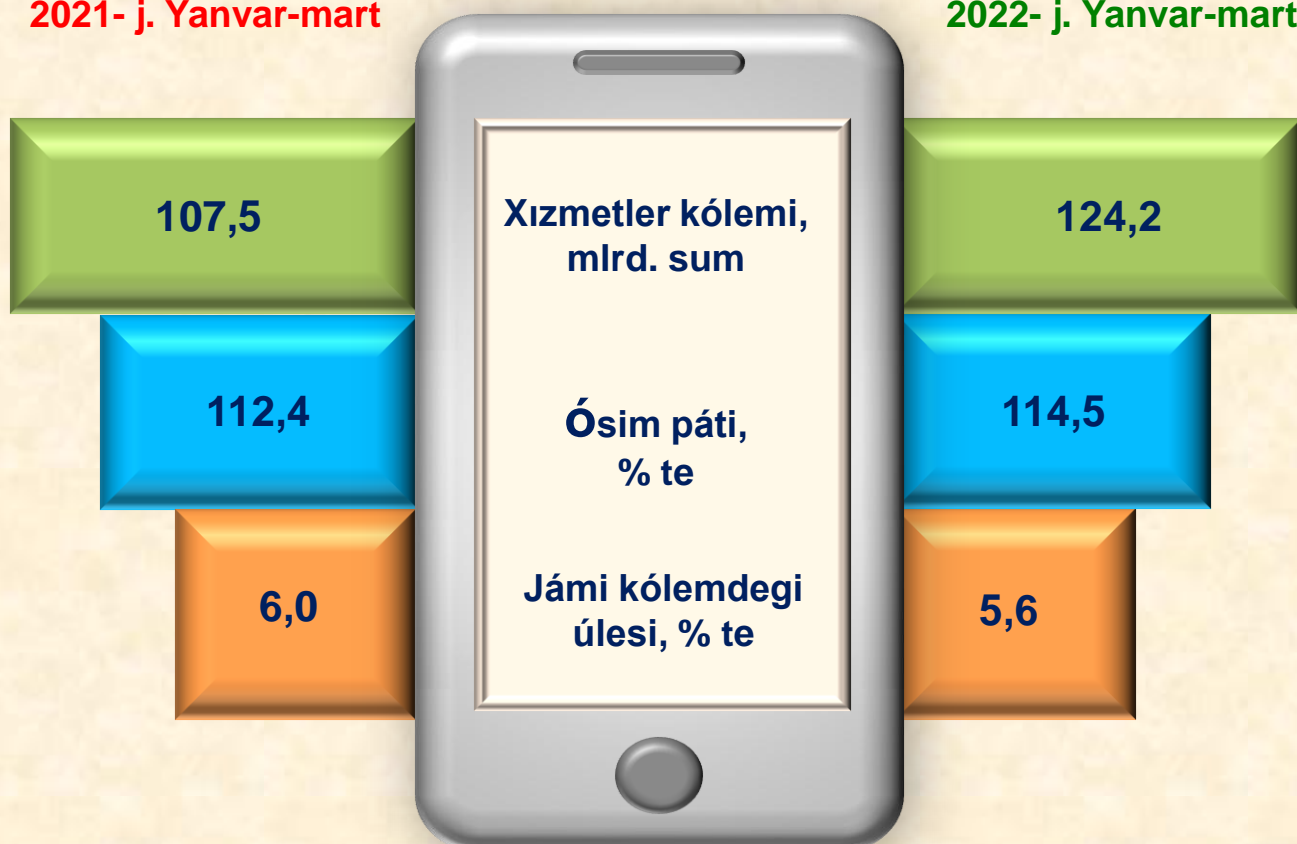 2021- j. Yanvar-mart
2022- j. Yanvar-mart
107,5
Xızmetler kólemi,
mlrd. sum
124,2
112,4
Ósim páti,
% te
114,5
6,0
Jámi kólemdegi
úlesi, % te
5,6